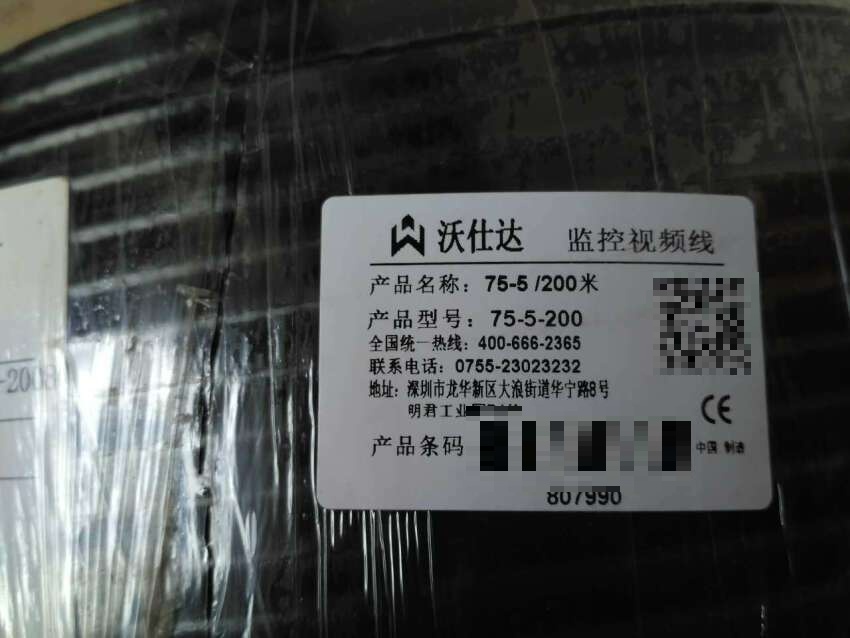 沃仕达 监控视频线
产品名称：75-5 /200米
产品型号：75-5-200
全国统一热线：400-666-2365
联系电话：0755-23023232
地址：深圳市龙华新区大浪街道华宁路8号
明君工业
CE
产品条码
中国 制造
807990
-2008